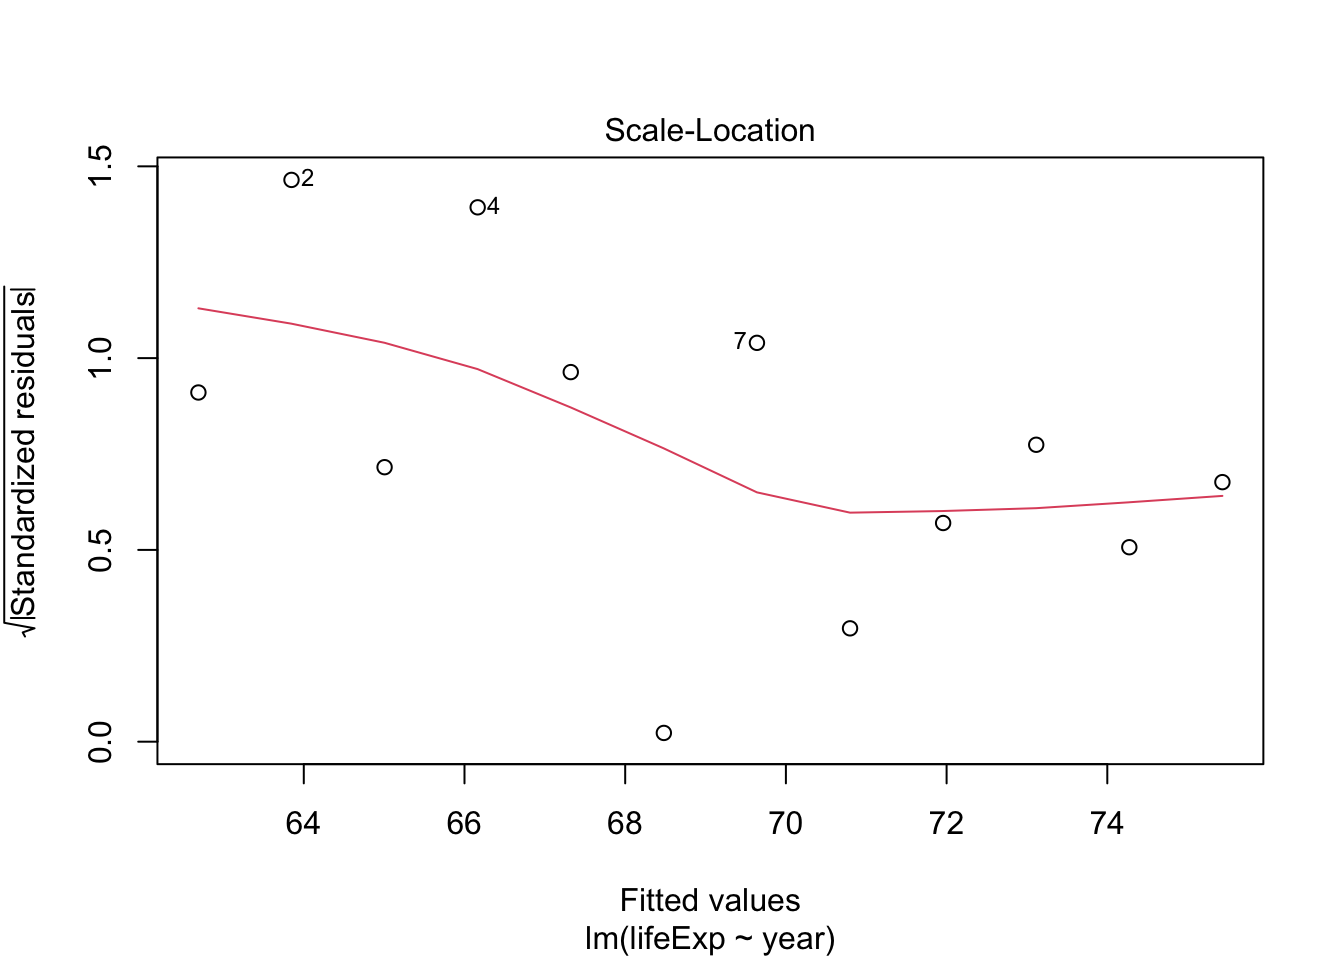 Scale-Location
√|Standardized residuals|
1.5
1.0
0.5
0.0
2
4
7
64 66 68 70 72 74
Fitted values
lm(lifeExp ~ year)